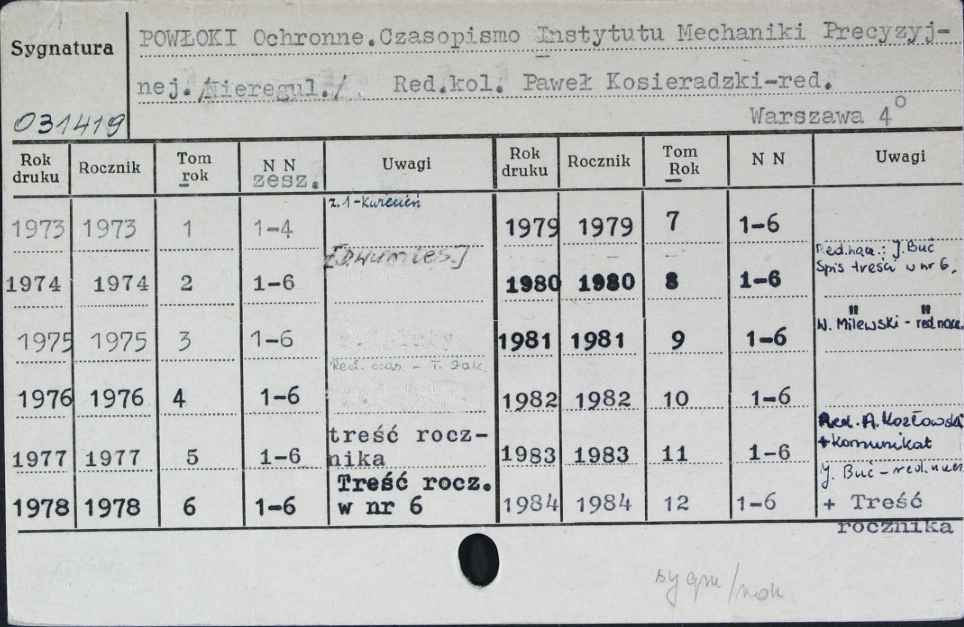 Sygnatura
031419
POWŁOKI Ochronne.Czasopismo Instytutu Mechaniki Precyzyj-
nej./Nieregul./ Red.kol. Paweł Kosieradzki-red.
Warszawa 4°
Rok druku Rocznik Tom rok N N zesz. Uwagi Rok druku Rocznik Tom Rok N N Uwagi
z.1-Kwiecień
1973 1973 1 1-4 1979 1979 7 1-6
[Dwumies.] Red.nacz.: J. Buć
1974 1974 2 1-6 1980 1980 8 1-6 Spis treści w nr 6.
" "
1975 1975 3 1-6 1981 1981 9 1-6 W. Milewski - red.nacz.
Red. czas. - T. Żak
1976 1976 4 1-6 1982 1982 10 1-6
treść rocz- Red. A. Kozłowski
1977 1977 5 1-6 nika 1983 1983 11 1-6 + Komunikat
Treść rocz. J. Buć - red.nacz.
1978 1978 6 1-6 w nr 6 1984 1984 12 1-6 + Treść
rocznika
sygn/rok